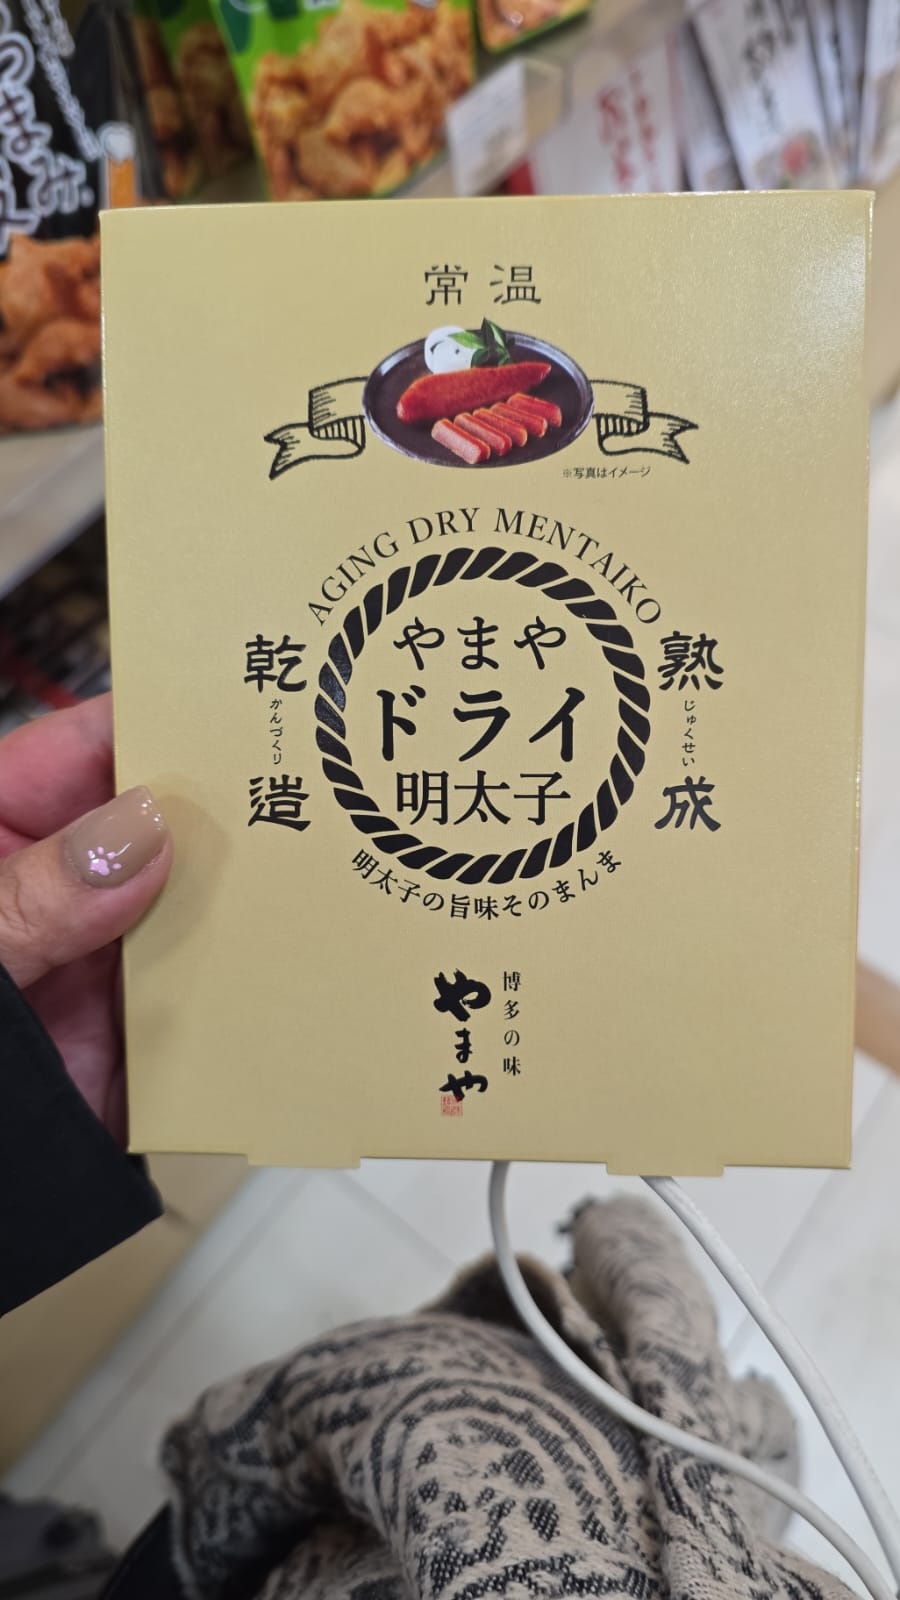 常温
※写真はイメージ
AGING DRY MENTAIKO
熟成
じゅくせい
やまや
ドライ
明太子
乾造
かんづくり
明太子の旨味そのまんま
博多の味
やまや